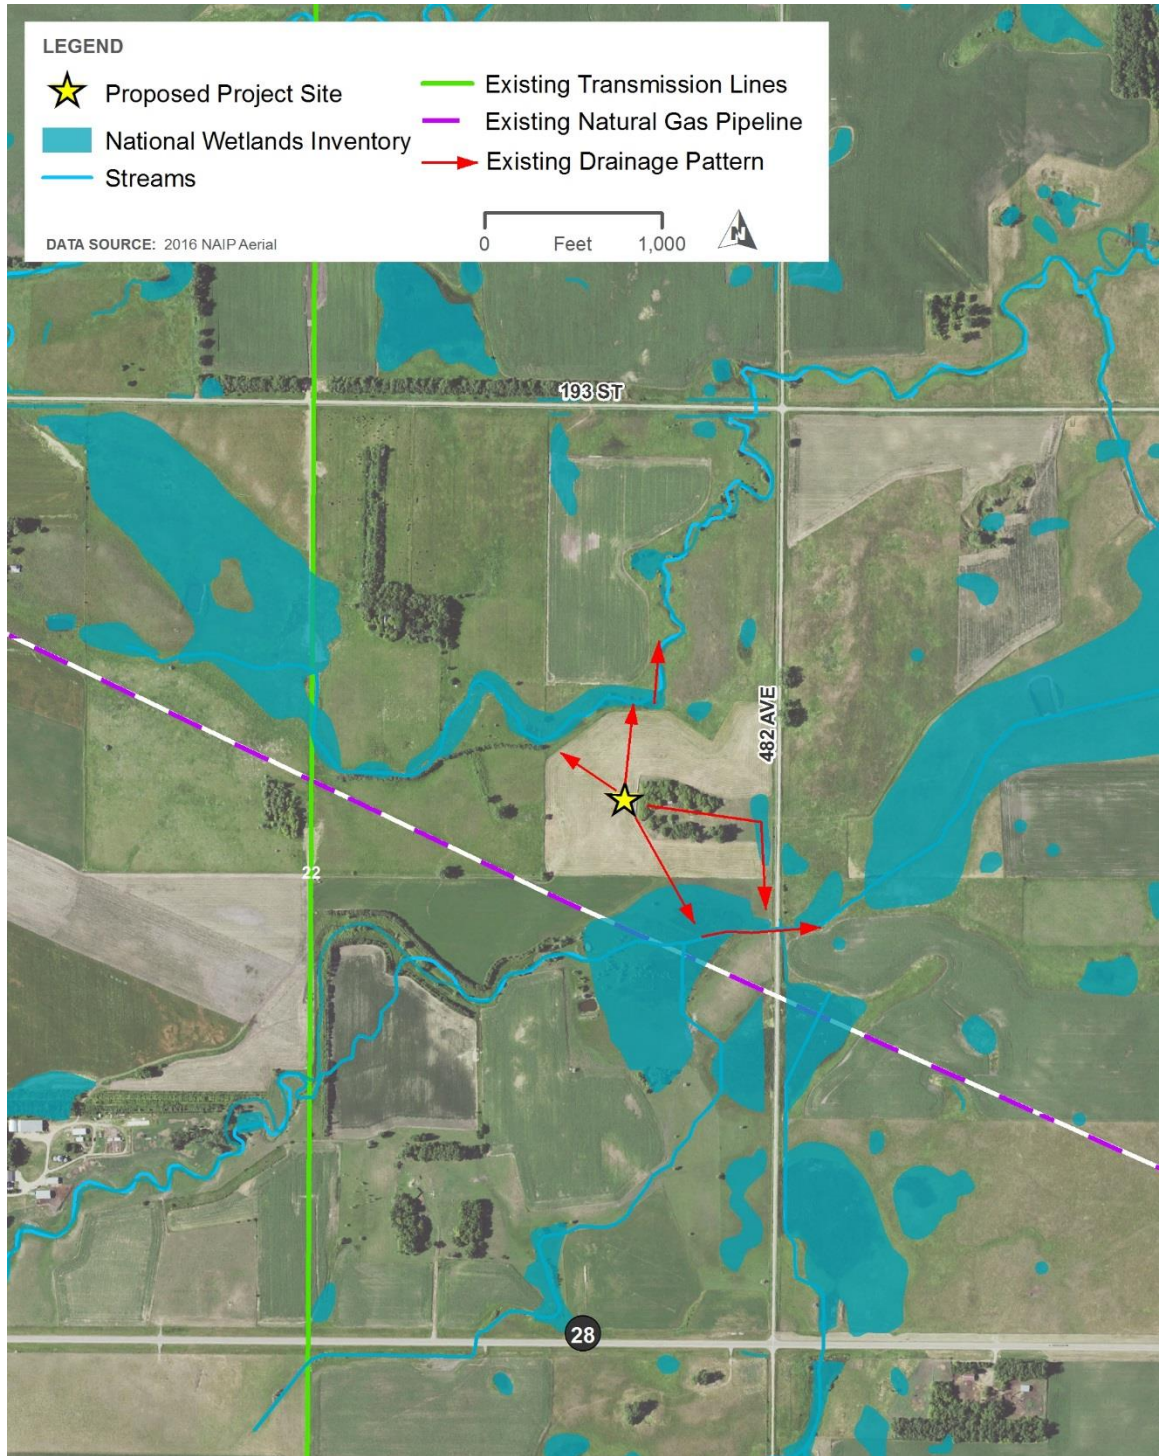 LEGEND
Proposed Project Site
National Wetlands Inventory
Streams
Existing Transmission Lines
Existing Natural Gas Pipeline
Existing Drainage Pattern
DATA SOURCE: 2016 NAIP Aerial
0 Feet 1,000
N
193 ST
482 AVE
22
28